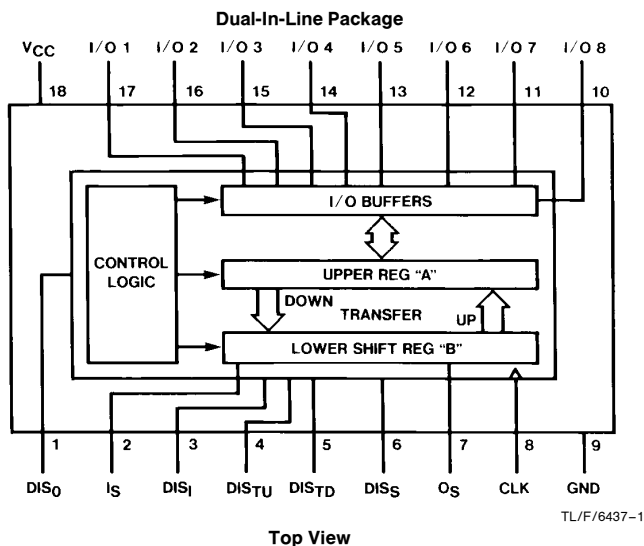 Dual-In-Line Package
VCC I/O 1 I/O 2 I/O 3 I/O 4 I/O 5 I/O 6 I/O 7 I/O 8
18 17 16 15 14 13 12 11 10
I/O BUFFERS
CONTROL
LOGIC
UPPER REG "A"
DOWN
TRANSFER
UP
LOWER SHIFT REG "B"
1 2 3 4 5 6 7 8 9
DISO IS DISI DISTU DISTD DISS OS CLK GND
TL/F/6437–1
Top View